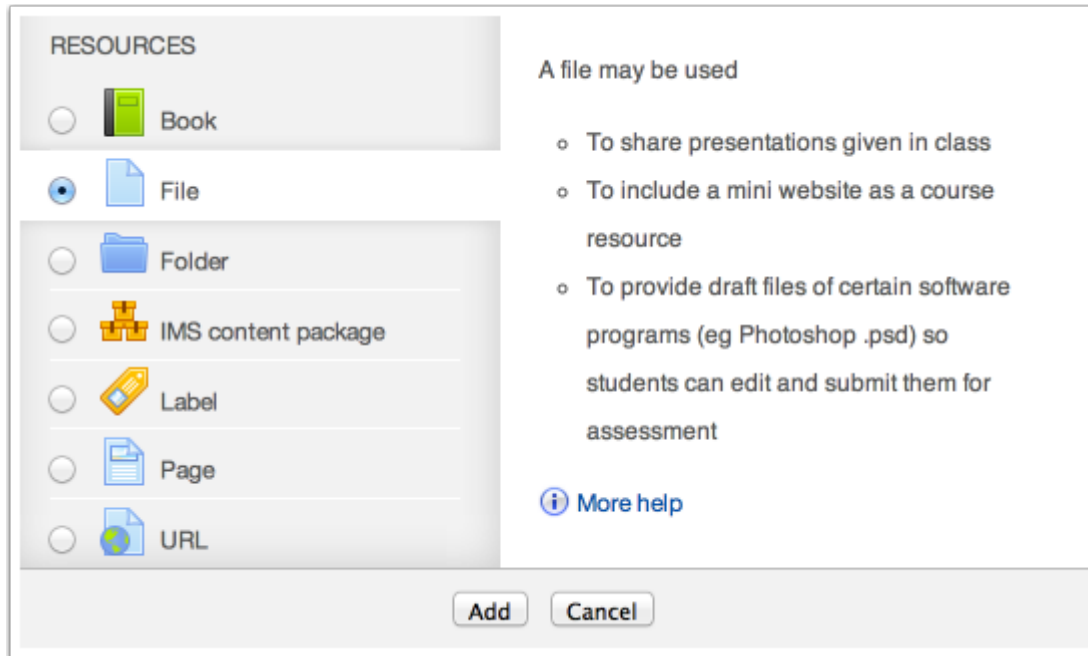 RESOURCES
Book
File
Folder
IMS content package
Label
Page
URL
A file may be used
To share presentations given in class
To include a mini website as a course
resource
To provide draft files of certain software
programs (eg Photoshop .psd) so
students can edit and submit them for
assessment
More help
Add
Cancel